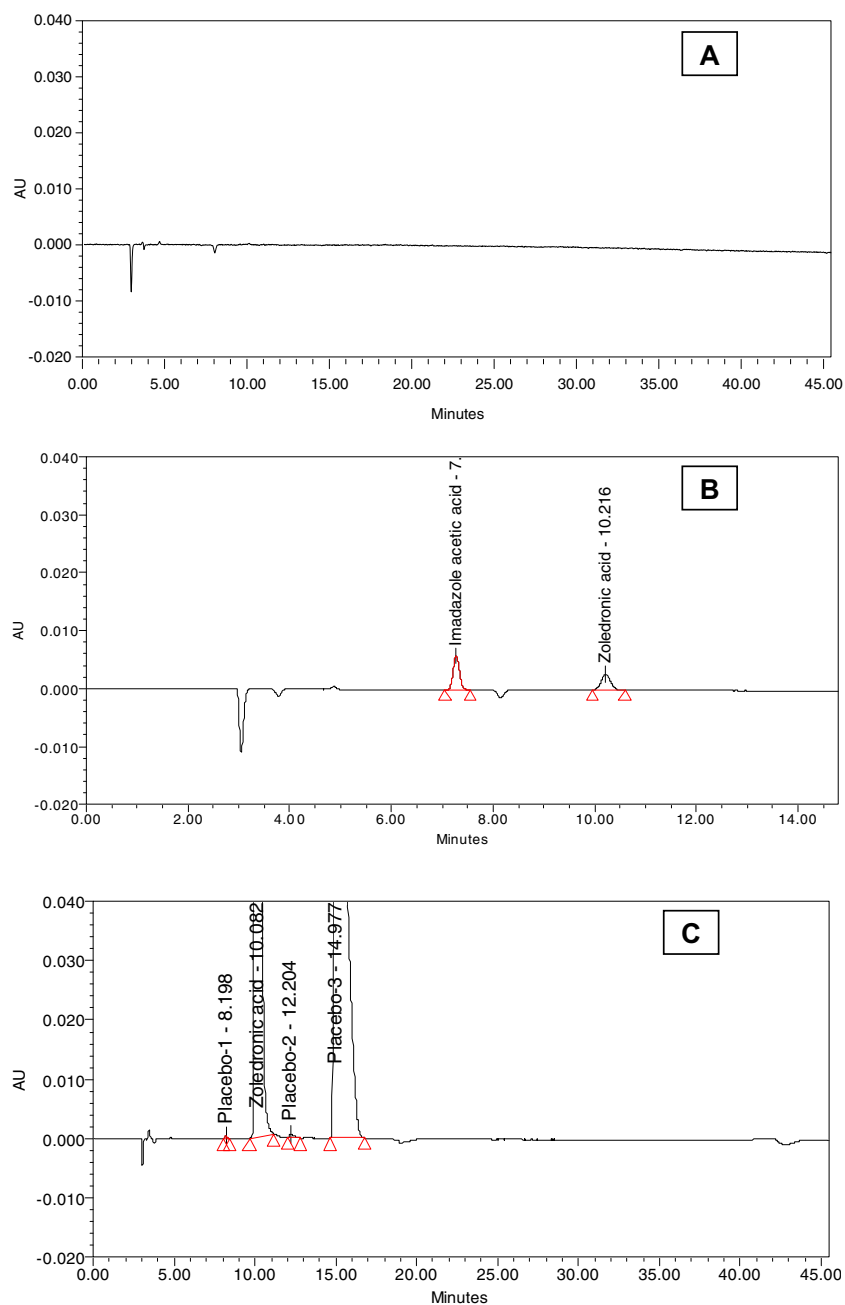 A
0.040
0.030
0.020
0.010
0.000
-0.010
-0.020
AU
0.00 5.00 10.00 15.00 20.00 25.00 30.00 35.00 40.00 45.00
Minutes
B
0.040
0.030
0.020
0.010
0.000
-0.010
-0.020
AU
Imadazole acetic acid - 7.
Zoledronic acid - 10.216
0.00 2.00 4.00 6.00 8.00 10.00 12.00 14.00
Minutes
C
0.040
0.030
0.020
0.010
0.000
-0.010
-0.020
AU
Placebo-1 - 8.198
Zoledronic acid - 10.082
Placebo-2 - 12.204
Placebo-3 - 14.977
0.00 5.00 10.00 15.00 20.00 25.00 30.00 35.00 40.00 45.00
Minutes